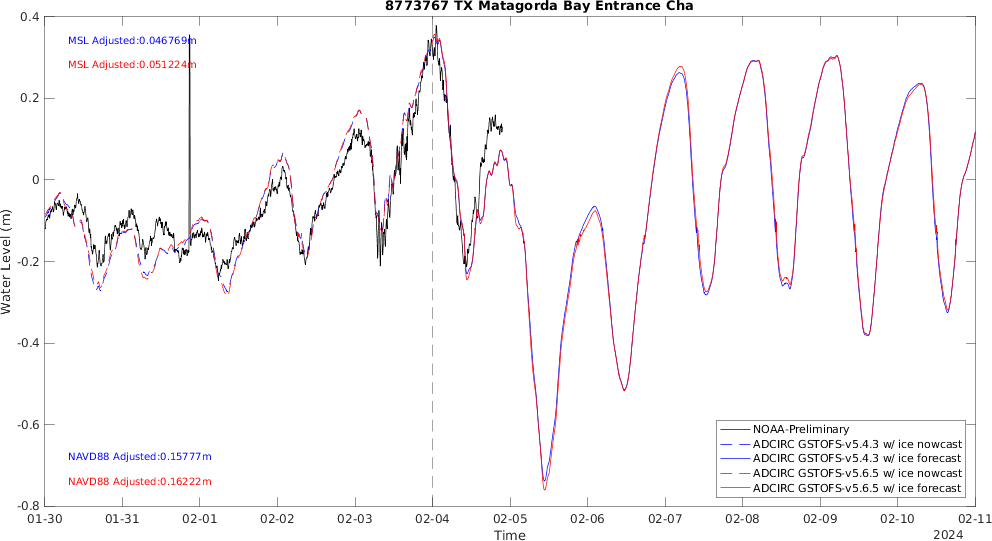 8773767 TX Matagorda Bay Entrance Cha
0.4
0.2
0
-0.2
-0.4
-0.6
-0.8
Water Level (m)
MSL Adjusted:0.046769m
MSL Adjusted:0.051224m
NAVD88 Adjusted:0.15777m
NAVD88 Adjusted:0.16222m
NOAA-Preliminary
ADCIRC GSTOFS-v5.4.3 w/ ice nowcast
ADCIRC GSTOFS-v5.4.3 w/ ice forecast
ADCIRC GSTOFS-v5.6.5 w/ ice nowcast
ADCIRC GSTOFS-v5.6.5 w/ ice forecast
01-30 01-31 02-01 02-02 02-03 02-04 02-05 02-06 02-07 02-08 02-09 02-10 02-11
Time
2024